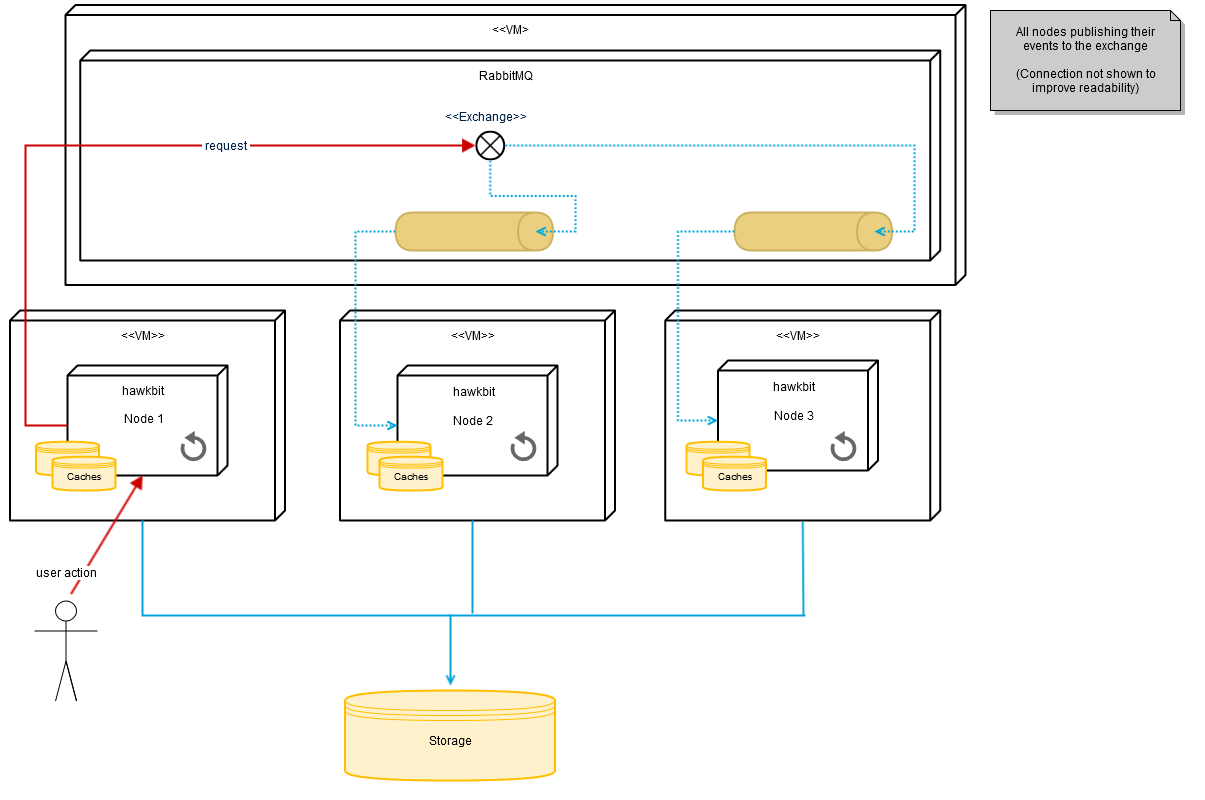 <<VM>
All nodes publishing their
events to the exchange
(Connection not shown to
improve readability)
RabbitMQ
<<Exchange>>
request
<<VM>>
<<VM>>
<<VM>>
hawkbit
Node 1
hawkbit
Node 2
hawkbit
Node 3
Caches
Caches
Caches
user action
Storage